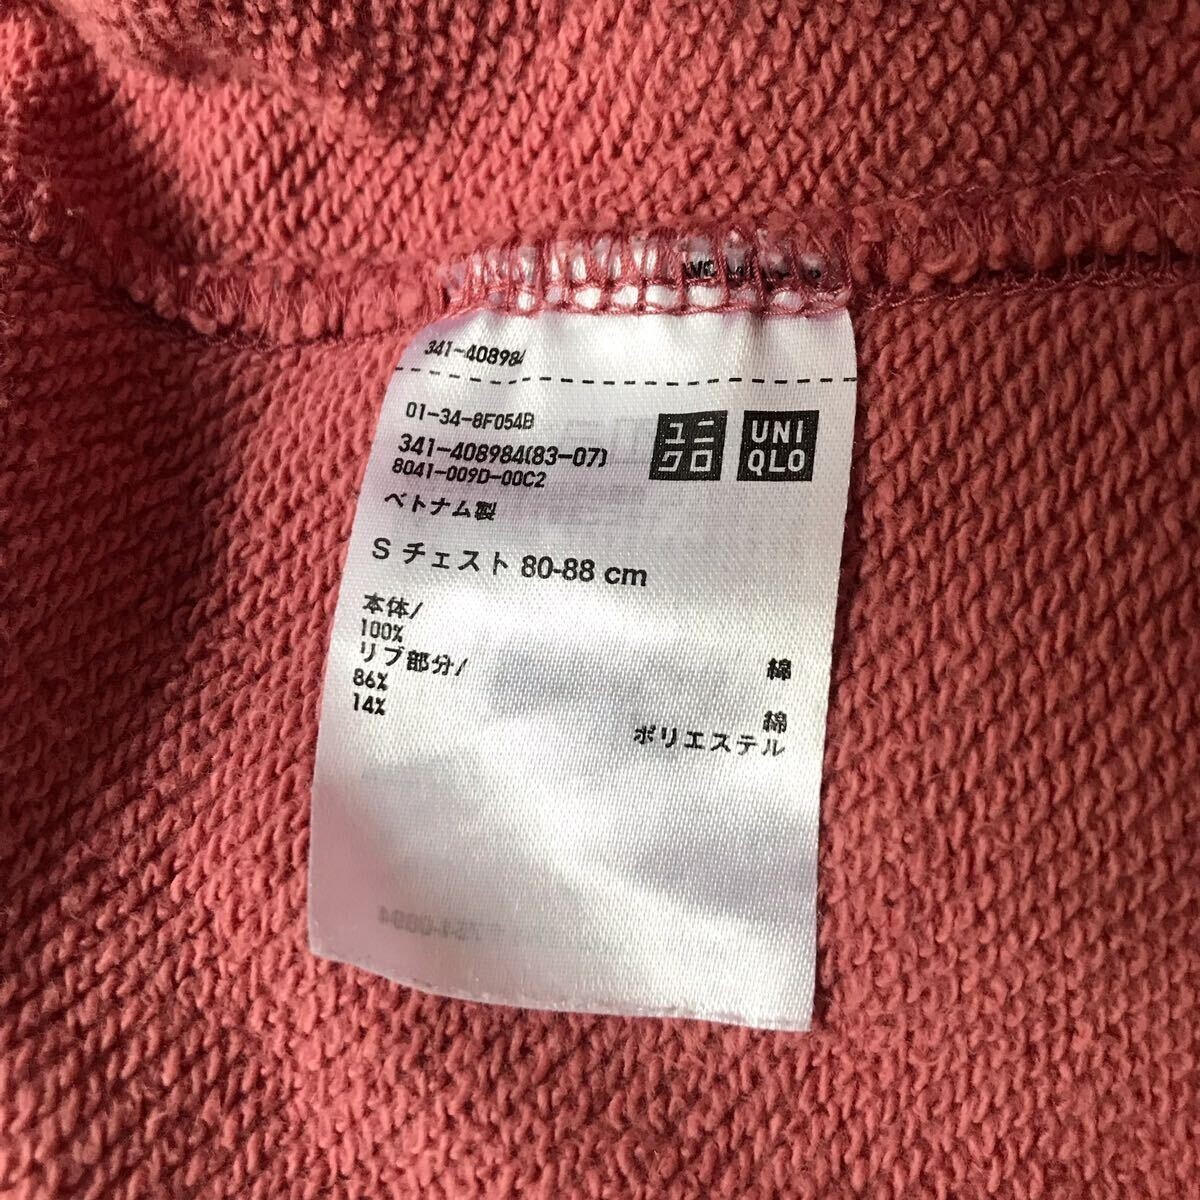 341-408984
01-34-8F054B
341-408984(83-07)
8041-009D-00C2
ユニクロ
UNI
QLO
ベトナム製
S チェスト 80-88 cm
本体/
100% 綿
リブ部分/
86% 綿
14% ポリエステル